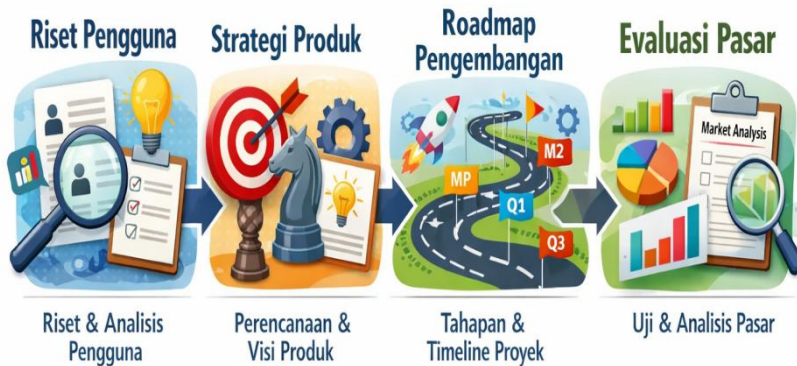 Riset Pengguna
Riset & Analisis
Pengguna
Strategi Produk
Perencanaan &
Visi Produk
Roadmap
Pengembangan
M2
MP
Q1
Q3
Tahapan &
Timeline Proyek
Evaluasi Pasar
Market Analysis
Uji & Analisis Pasar